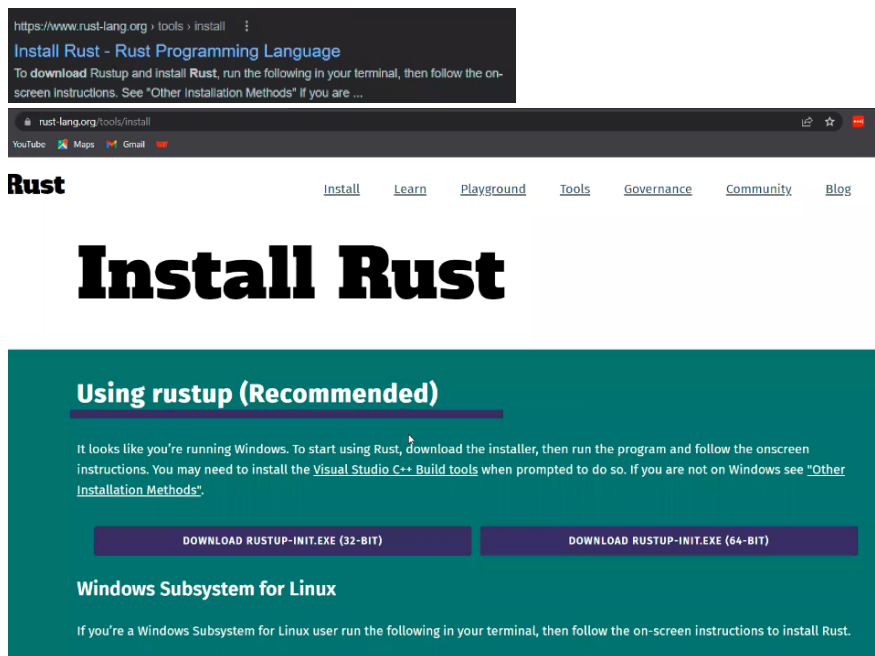 https://www.rust-lang.org › tools › install
Install Rust - Rust Programming Language
To download Rustup and install Rust, run the following in your terminal, then follow the on-
screen instructions. See "Other Installation Methods" if you are ...
rust-lang.org/tools/install
YouTube Maps Gmail
Rust Install Learn Playground Tools Governance Community Blog
Install Rust
Using rustup (Recommended)
It looks like you’re running Windows. To start using Rust, download the installer, then run the program and follow the onscreen
instructions. You may need to install the Visual Studio C++ Build tools when prompted to do so. If you are not on Windows see "Other
Installation Methods".
DOWNLOAD RUSTUP-INIT.EXE (32-BIT) DOWNLOAD RUSTUP-INIT.EXE (64-BIT)
Windows Subsystem for Linux
If you’re a Windows Subsystem for Linux user run the following in your terminal, then follow the on-screen instructions to install Rust.